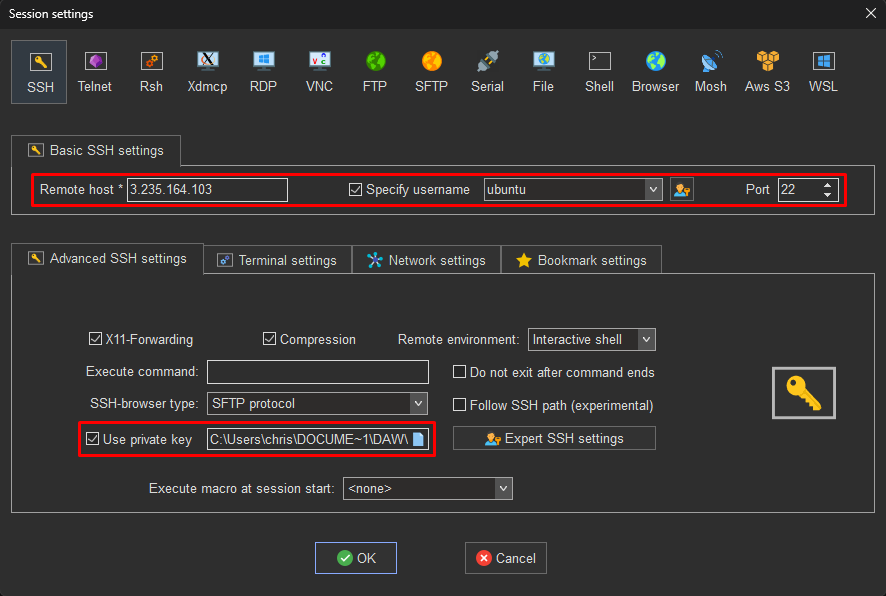 Session settings
SSH Telnet Rsh Xdmcp RDP VNC FTP SFTP Serial File Shell Browser Mosh Aws S3 WSL
Basic SSH settings
Remote host * 3.235.164.103 Specify username ubuntu Port 22
Advanced SSH settings Terminal settings Network settings Bookmark settings
X11-Forwarding Compression Remote environment: Interactive shell
Execute command: Do not exit after command ends
SSH-browser type: SFTP protocol Follow SSH path (experimental)
Use private key C:\Users\chris\DOCUME~1\DAW\ Expert SSH settings
Execute macro at session start: <none>
OK Cancel